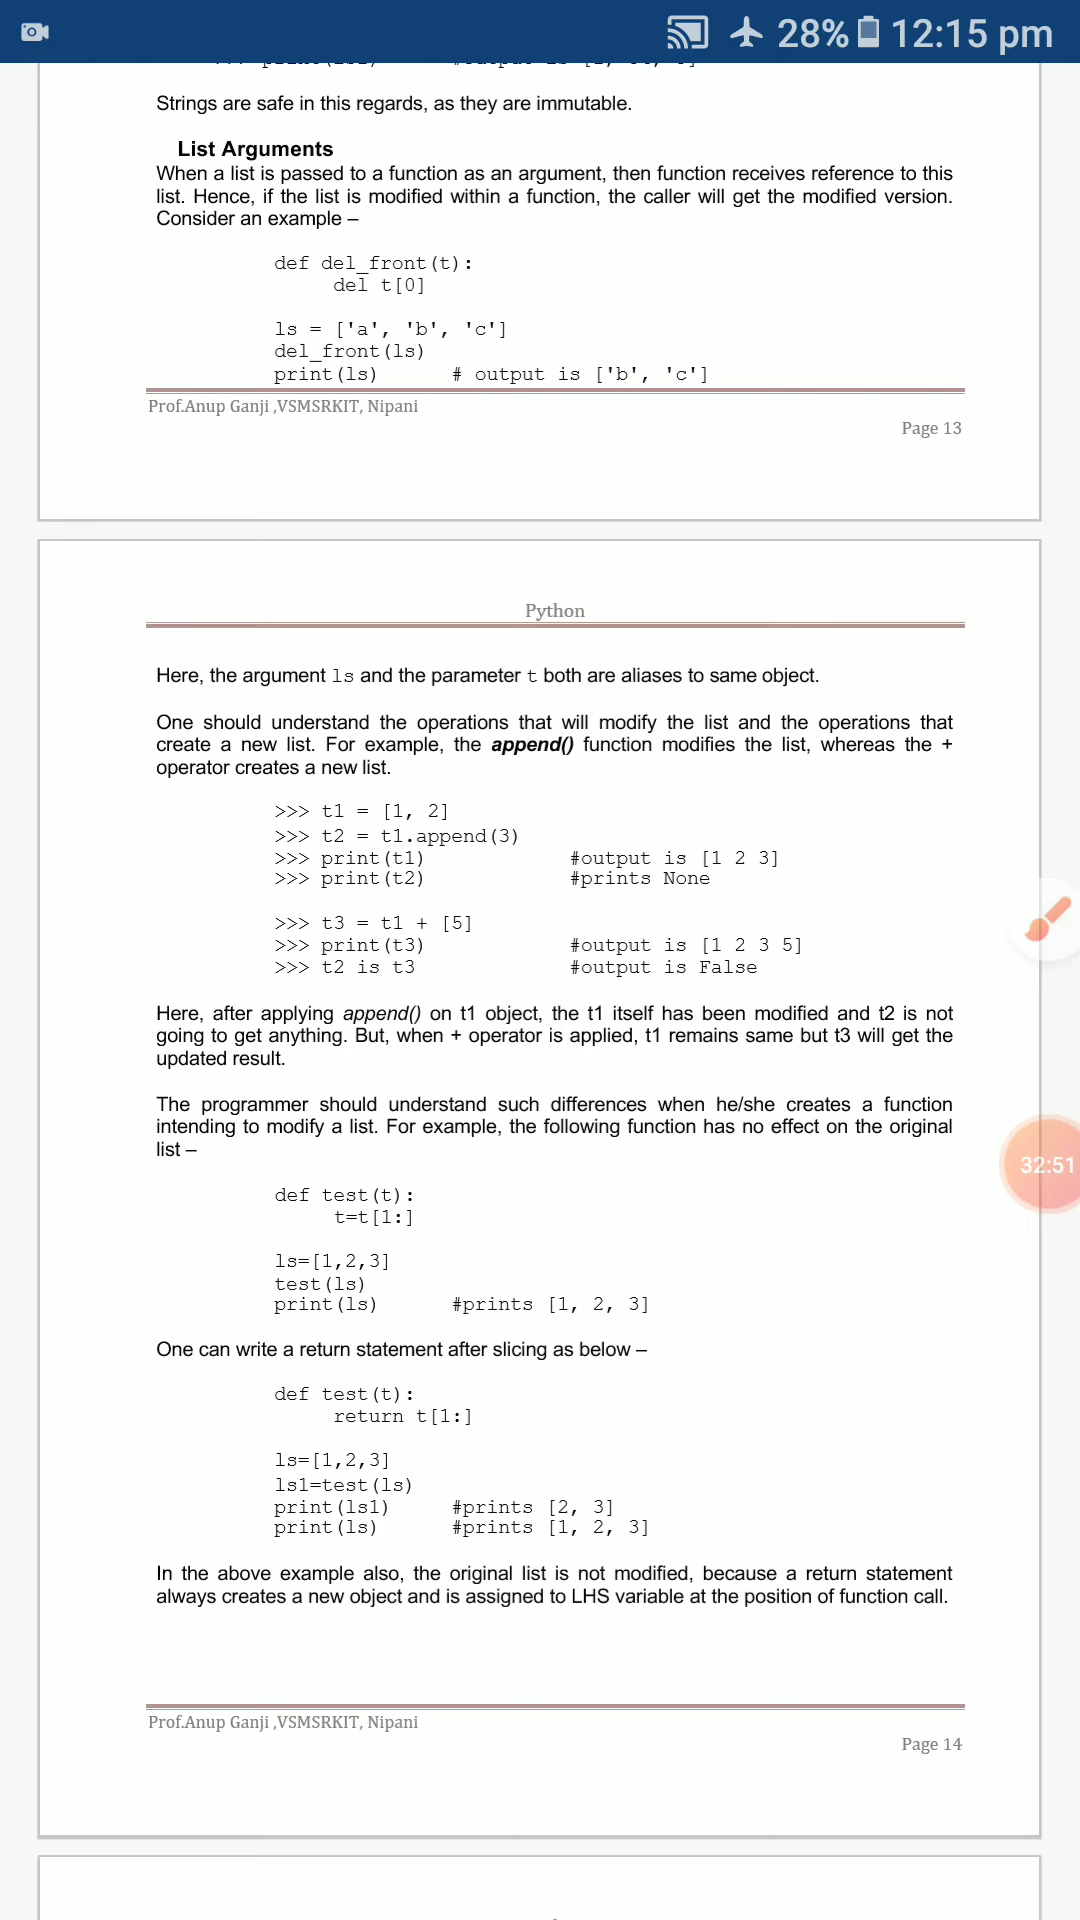 28% 12:15 pm
Strings are safe in this regards, as they are immutable.
List Arguments
When a list is passed to a function as an argument, then function receives reference to this
list. Hence, if the list is modified within a function, the caller will get the modified version.
Consider an example –
def del_front(t):
del t[0]
ls = ['a', 'b', 'c']
del_front(ls)
print(ls) # output is ['b', 'c']
Prof.Anup Ganji ,VSMSRKIT, Nipani
Page 13
Python
Here, the argument ls and the parameter t both are aliases to same object.
One should understand the operations that will modify the list and the operations that
create a new list. For example, the append() function modifies the list, whereas the +
operator creates a new list.
>>> t1 = [1, 2]
>>> t2 = t1.append(3)
>>> print(t1) #output is [1 2 3]
>>> print(t2) #prints None
>>> t3 = t1 + [5]
>>> print(t3) #output is [1 2 3 5]
>>> t2 is t3 #output is False
Here, after applying append() on t1 object, the t1 itself has been modified and t2 is not
going to get anything. But, when + operator is applied, t1 remains same but t3 will get the
updated result.
The programmer should understand such differences when he/she creates a function
intending to modify a list. For example, the following function has no effect on the original
list –
32:51
def test(t):
t=t[1:]
ls=[1,2,3]
test(ls)
print(ls) #prints [1, 2, 3]
One can write a return statement after slicing as below –
def test(t):
return t[1:]
ls=[1,2,3]
ls1=test(ls)
print(ls1) #prints [2, 3]
print(ls) #prints [1, 2, 3]
In the above example also, the original list is not modified, because a return statement
always creates a new object and is assigned to LHS variable at the position of function call.
Prof.Anup Ganji ,VSMSRKIT, Nipani
Page 14